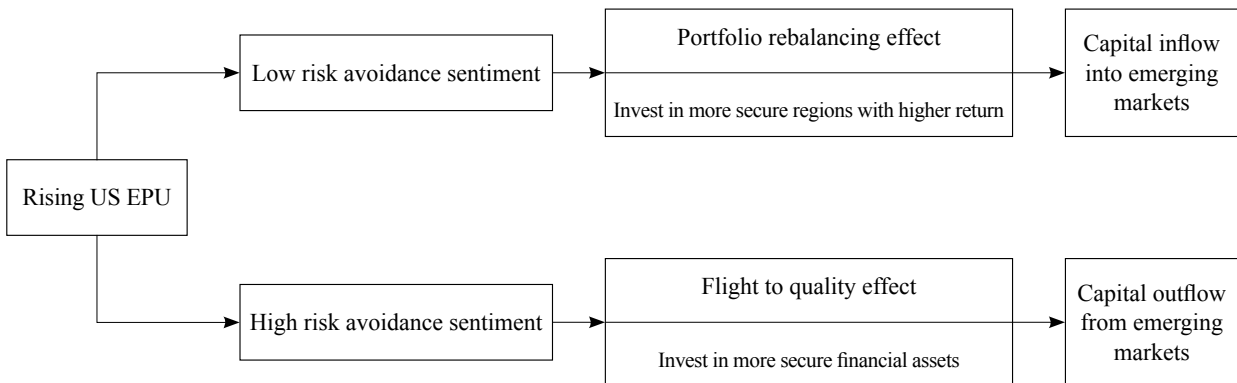 Rising US EPU
Low risk avoidance sentiment
Portfolio rebalancing effect
Invest in more secure regions with higher return
Capital inflow
into emerging
markets
High risk avoidance sentiment
Flight to quality effect
Invest in more secure financial assets
Capital outflow
from emerging
markets